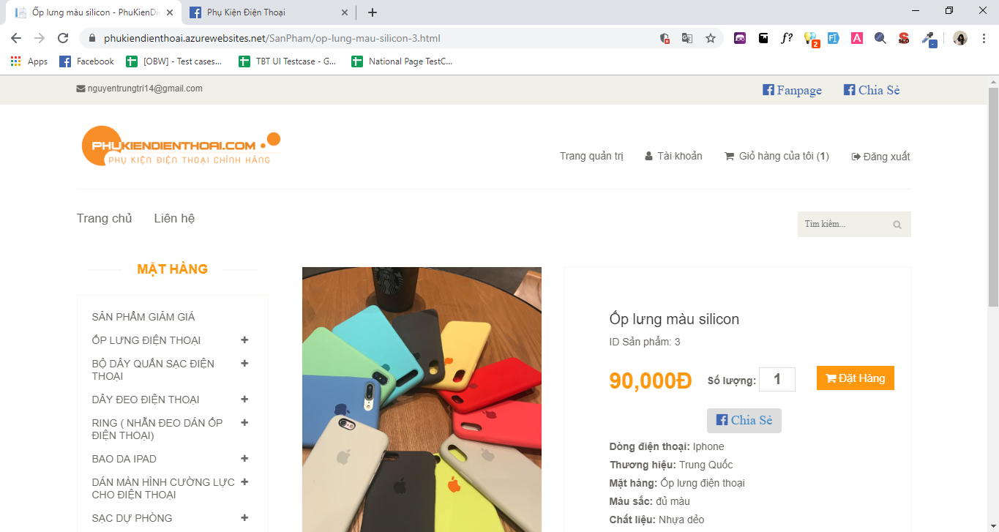 Ốp lưng màu silicon - PhuKienDi
Phụ Kiện Điện Thoại
phukiendienthoai.azurewebsites.net/SanPham/op-lung-mau-silicon-3.html
Apps
Facebook
[OBW] - Test cases...
TBT UI Testcase - G...
National Page TestC...
nguyentrungtri14@gmail.com
Fanpage
Chia Sẻ
PHUKIENDIENTHOAI.COM
PHỤ KIỆN ĐIỆN THOẠI CHÍNH HÃNG
Trang quản trị
Tài khoản
Giỏ hàng của tôi (1)
Đăng xuất
Trang chủ
Liên hệ
Tìm kiếm...
MẶT HÀNG
SẢN PHẨM GIẢM GIÁ
ỐP LƯNG ĐIỆN THOẠI
BỘ DÂY QUẤN SẠC ĐIỆN
THOẠI
DÂY ĐEO ĐIỆN THOẠI
RING ( NHẪN ĐEO DÁN ỐP
ĐIỆN THOẠI)
BAO DA IPAD
DÁN MÀN HÌNH CƯỜNG LỰC
CHO ĐIỆN THOẠI
SẠC DỰ PHÒNG
Ốp lưng màu silicon
ID Sản phẩm: 3
90,000Đ
Số lượng: 1
Đặt Hàng
Chia Sẻ
Dòng điện thoại: Iphone
Thương hiệu: Trung Quốc
Mặt hàng: Ốp lưng điện thoại
Màu sắc: đủ màu
Chất liệu: Nhựa dẻo